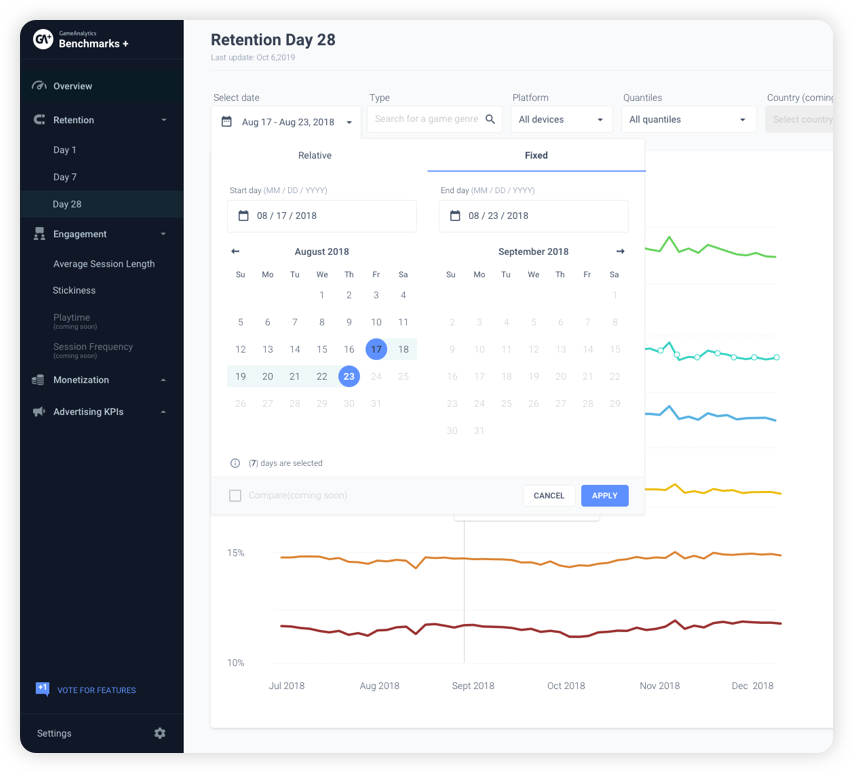 GameAnalytics
GA+ Benchmarks +
Overview
Retention
Day 1
Day 7
Day 28
Engagement
Average Session Length
Stickiness
Playtime
(coming soon)
Session Frequency
(coming soon)
Monetization
Advertising KPIs
+1 VOTE FOR FEATURES
Settings
Retention Day 28
Last update: Oct 6,2019
Select date Type Platform Quantiles Country (coming
Aug 17 - Aug 23, 2018 Search for a game genre All devices All quantiles Select country
Relative Fixed
Start day (MM / DD / YYYY) End day (MM / DD / YYYY)
08 / 17 / 2018 08 / 23 / 2018
August 2018 September 2018
Su Mo Tu We Th Fr Sa Su Mo Tu We Th Fr Sa
1 2 3 4 1
5 6 7 8 9 10 11 2 3 4 5 6 7 8
12 13 14 15 16 17 18 9 10 11 12 13 14 15
19 20 21 22 23 24 25 16 17 18 19 20 21 22
26 27 28 29 30 31 23 24 25 26 27 28 29
30 31
(7) days are selected
Compare(coming soon) CANCEL APPLY
15%
10%
Jul 2018 Aug 2018 Sept 2018 Oct 2018 Nov 2018 Dec 2018